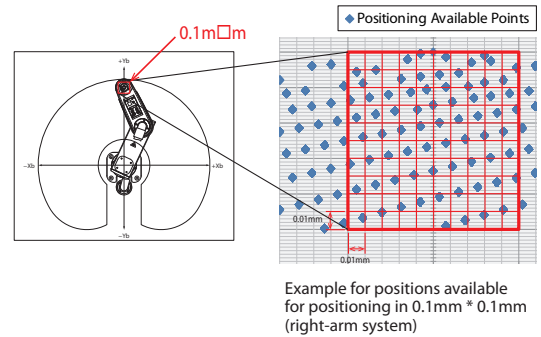 ◆ Positioning Available Points
0.1m□m
+Yb
−Xb
+Xb
−Yb
0.01mm
0.01mm
Example for positions available
for positioning in 0.1mm * 0.1mm
(right-arm system)